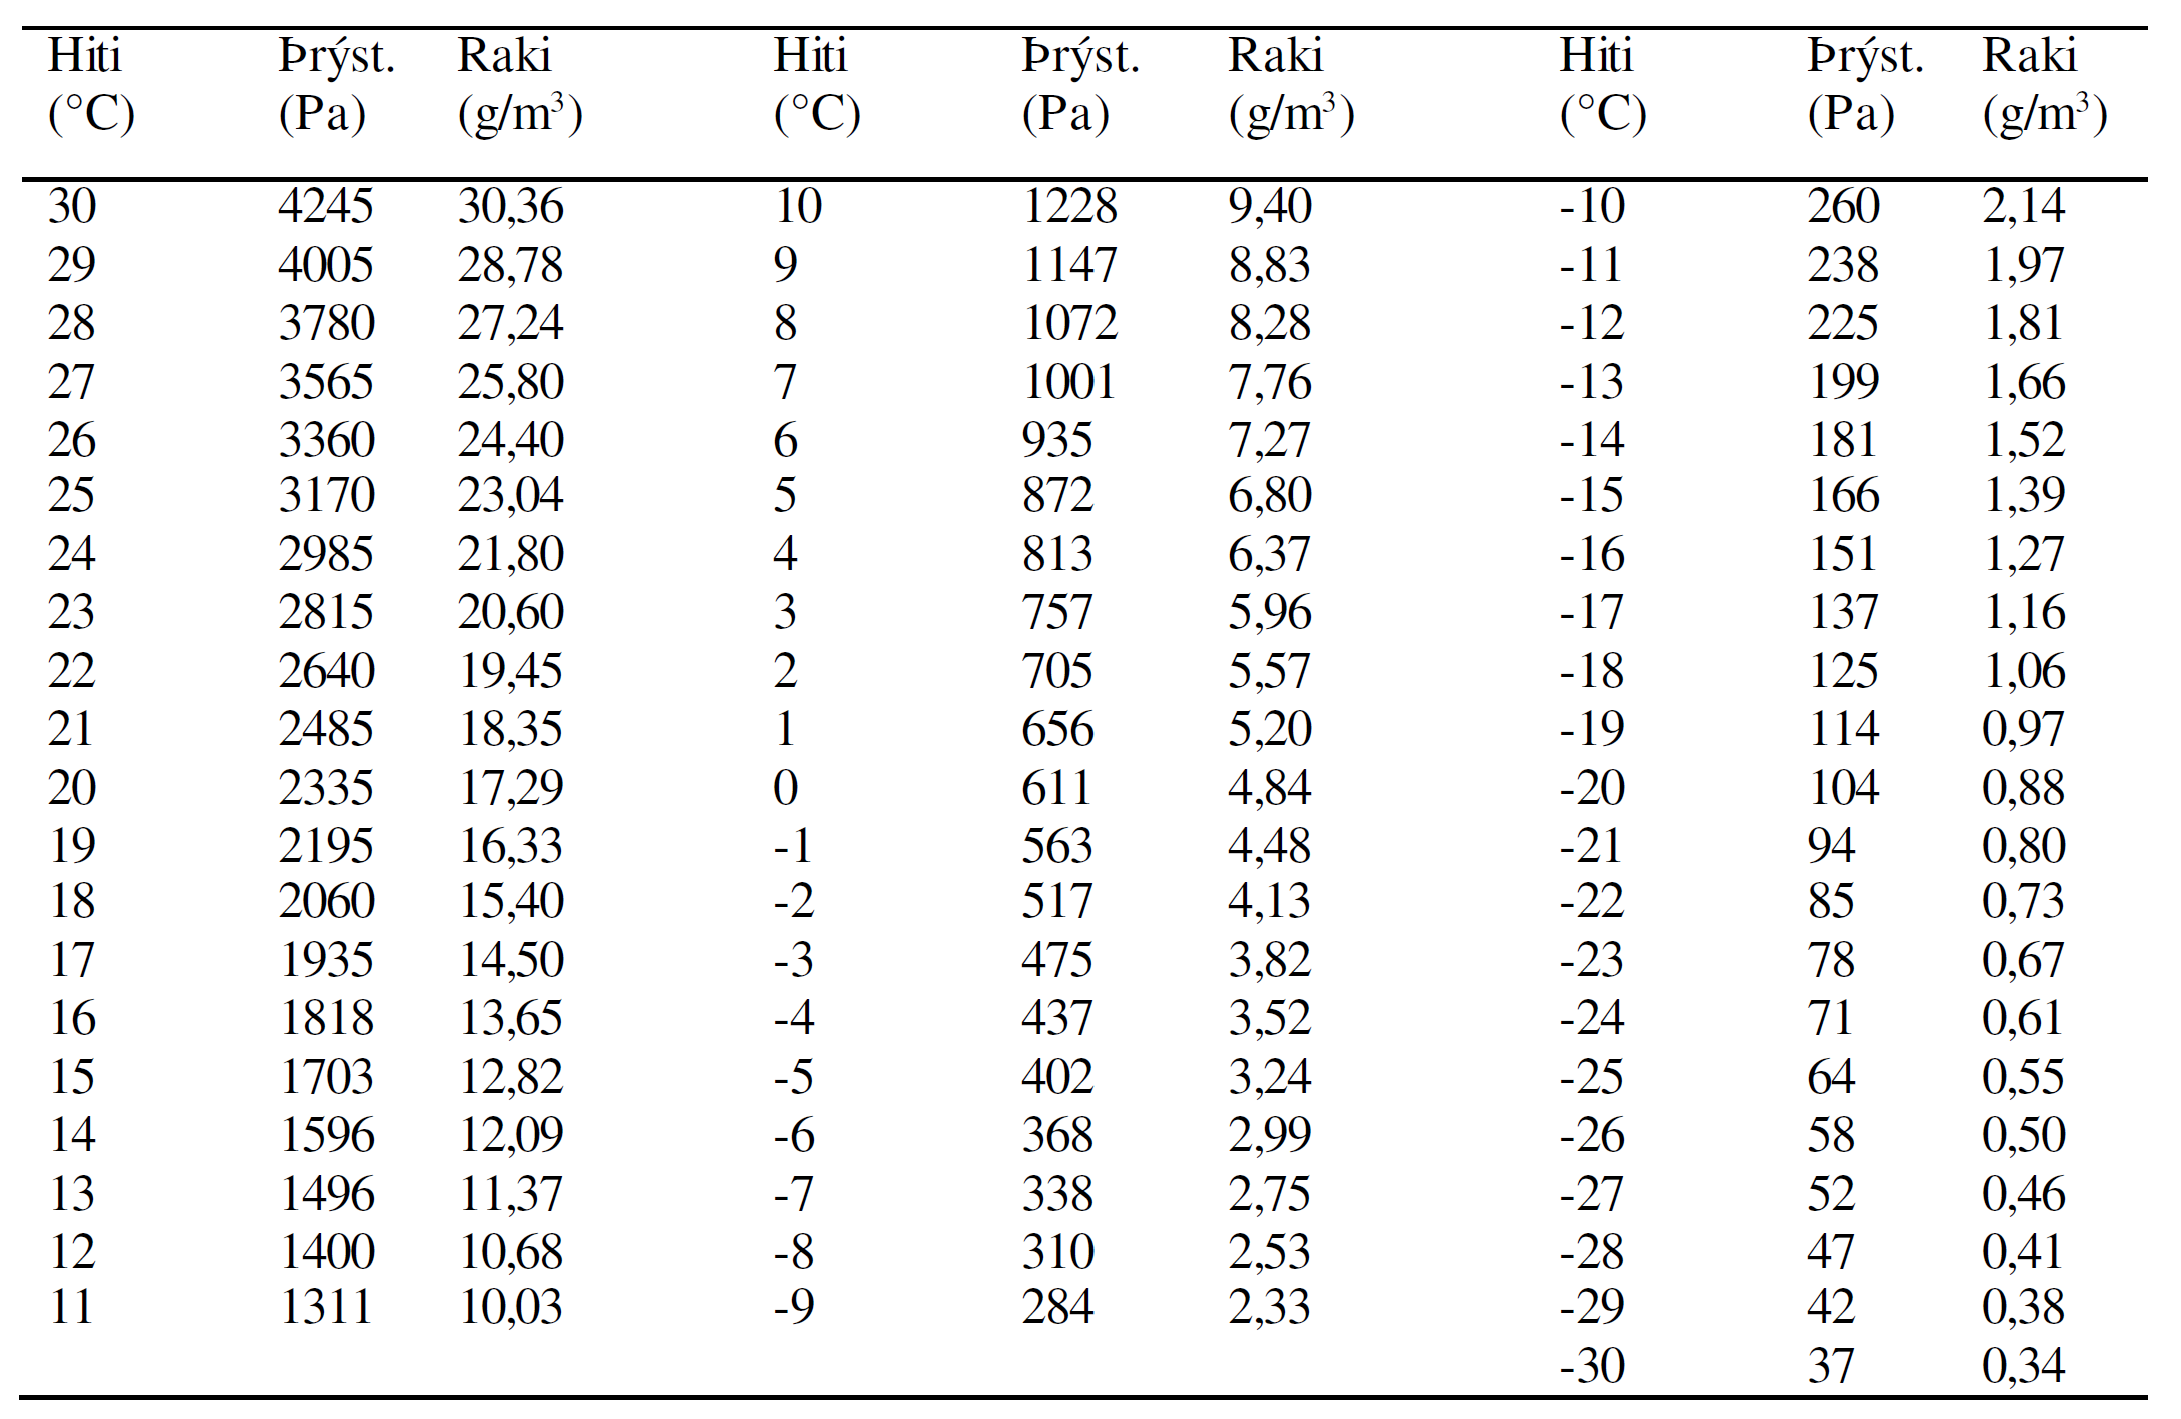 Hiti Þrýst. Raki Hiti Þrýst. Raki Hiti Þrýst. Raki
(°C) (Pa) (g/m³) (°C) (Pa) (g/m³) (°C) (Pa) (g/m³)
30 4245 30,36 10 1228 9,40 -10 260 2,14
29 4005 28,78 9 1147 8,83 -11 238 1,97
28 3780 27,24 8 1072 8,28 -12 225 1,81
27 3565 25,80 7 1001 7,76 -13 199 1,66
26 3360 24,40 6 935 7,27 -14 181 1,52
25 3170 23,04 5 872 6,80 -15 166 1,39
24 2985 21,80 4 813 6,37 -16 151 1,27
23 2815 20,60 3 757 5,96 -17 137 1,16
22 2640 19,45 2 705 5,57 -18 125 1,06
21 2485 18,35 1 656 5,20 -19 114 0,97
20 2335 17,29 0 611 4,84 -20 104 0,88
19 2195 16,33 -1 563 4,48 -21 94 0,80
18 2060 15,40 -2 517 4,13 -22 85 0,73
17 1935 14,50 -3 475 3,82 -23 78 0,67
16 1818 13,65 -4 437 3,52 -24 71 0,61
15 1703 12,82 -5 402 3,24 -25 64 0,55
14 1596 12,09 -6 368 2,99 -26 58 0,50
13 1496 11,37 -7 338 2,75 -27 52 0,46
12 1400 10,68 -8 310 2,53 -28 47 0,41
11 1311 10,03 -9 284 2,33 -29 42 0,38
-30 37 0,34